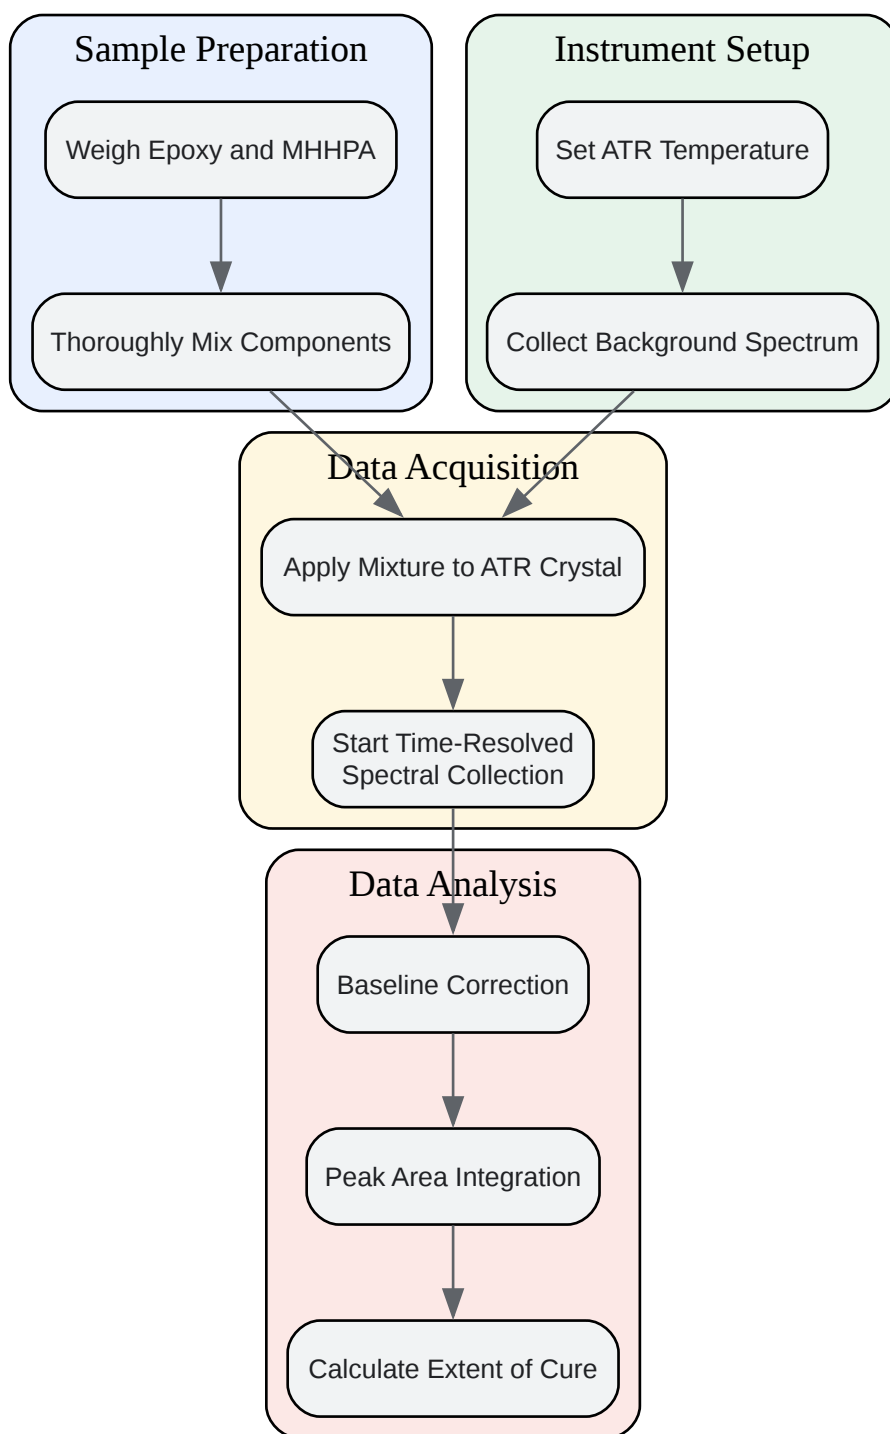 Sample Preparation
Weigh Epoxy and MHHPA
Thoroughly Mix Components
Instrument Setup
Set ATR Temperature
Collect Background Spectrum
Data Acquisition
Apply Mixture to ATR Crystal
Start Time-Resolved
Spectral Collection
Data Analysis
Baseline Correction
Peak Area Integration
Calculate Extent of Cure